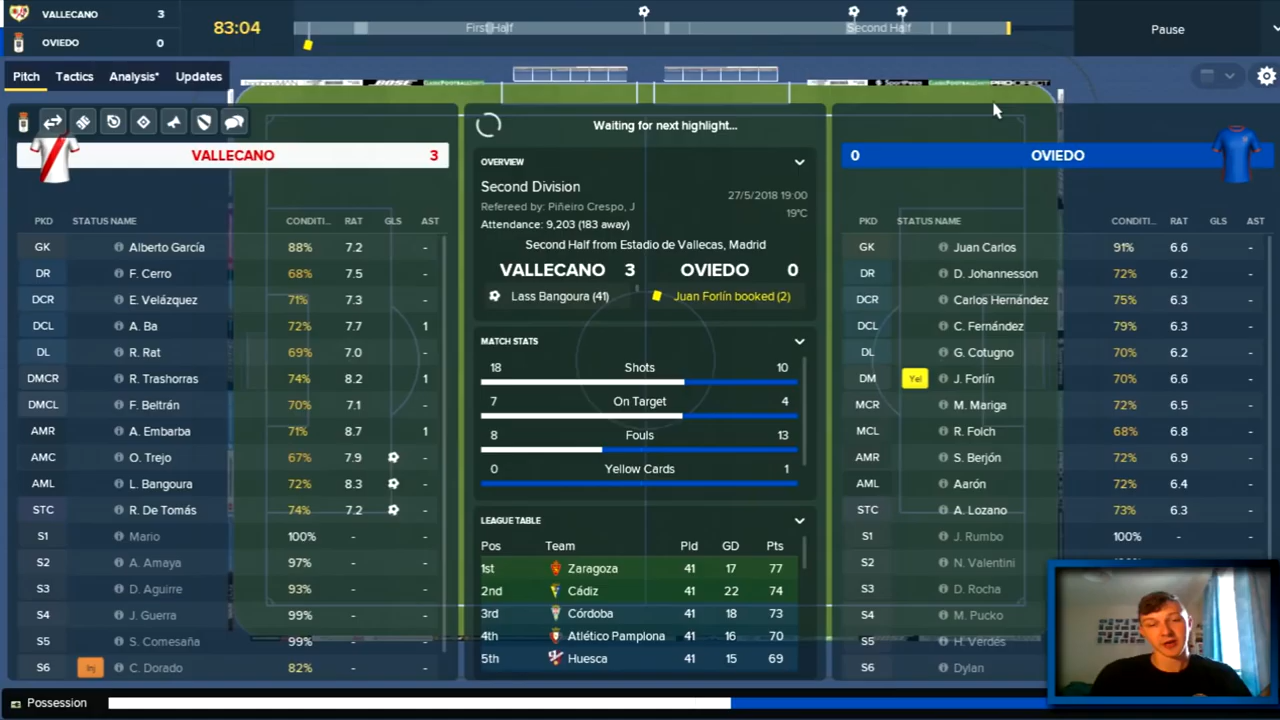 VALLECANO 3
OVIEDO 0
83:04
First Half
Second Half
Pause
Pitch Tactics Analysis* Updates
VALLECANO 3
PKD STATUS NAME CONDITI... RAT GLS AST
GK Alberto García 88% 7.2 - -
DR F. Cerro 68% 7.5 - -
DCR E. Velázquez 71% 7.3 - -
DCL A. Ba 72% 7.7 - 1
DL R. Rat 69% 7.0 - -
DMCR R. Trashorras 74% 8.2 - 1
DMCL F. Beltrán 70% 7.1 - -
AMR A. Embarba 71% 8.7 - 1
AMC O. Trejo 67% 7.9 -
AML L. Bangoura 72% 8.3 -
STC R. De Tomás 74% 7.2 -
S1 Mario 100% - - -
S2 A. Amaya 97% - - -
S3 D. Aguirre 93% - - -
S4 J. Guerra 99% - - -
S5 S. Comesaña 99% - - -
S6 Inj C. Dorado 82% - - -
Waiting for next highlight...
OVERVIEW
Second Division
27/5/2018 19:00
Refereed by: Piñeiro Crespo, J
19°C
Attendance: 9,203 (183 away)
Second Half from Estadio de Vallecas, Madrid
VALLECANO 3 OVIEDO 0
Lass Bangoura (41) Juan Forlín booked (2)
MATCH STATS
18 Shots 10
7 On Target 4
8 Fouls 13
0 Yellow Cards 1
LEAGUE TABLE
Pos Team Pld GD Pts
1st Zaragoza 41 17 77
2nd Cádiz 41 22 74
3rd Córdoba 41 18 73
4th Atlético Pamplona 41 16 70
5th Huesca 41 15 69
0 OVIEDO
PKD STATUS NAME CONDITI... RAT GLS AST
GK Juan Carlos 91% 6.6 - -
DR D. Johannesson 72% 6.2 - -
DCR Carlos Hernández 75% 6.3 - -
DCL C. Fernández 79% 6.3 - -
DL G. Cotugno 70% 6.2 - -
DM Yel J. Forlín 70% 6.6 - -
MCR M. Mariga 72% 6.5 - -
MCL R. Folch 68% 6.8 - -
AMR S. Berjón 72% 6.9 - -
AML Aarón 72% 6.4 - -
STC A. Lozano 73% 6.3 - -
S1 J. Rumbo 100% - - -
S2 N. Valentini
S3 D. Rocha
S4 M. Pucko
S5 H. Verdés
S6 Dylan
Possession